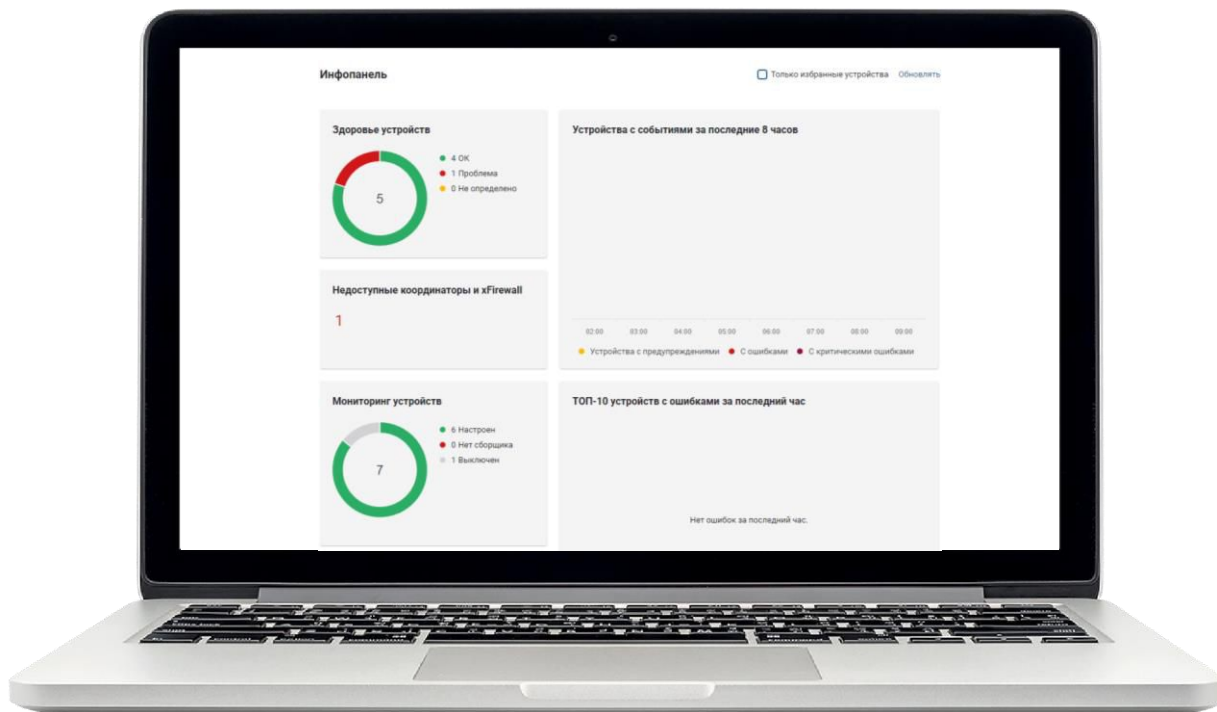 Инфопанель
Только избранные устройства Обновлять
Здоровье устройств
5
4 ОК
1 Проблема
0 Не определено
Устройства с событиями за последние 8 часов
02:00 03:00 04:00 05:00 06:00 07:00 08:00 09:00
Устройства с предупреждениями С ошибками С критическими ошибками
Недоступные координаторы и xFirewall
1
Мониторинг устройств
7
6 Настроен
0 Нет сборщика
1 Выключен
ТОП-10 устройств с ошибками за последний час
Нет ошибок за последний час.